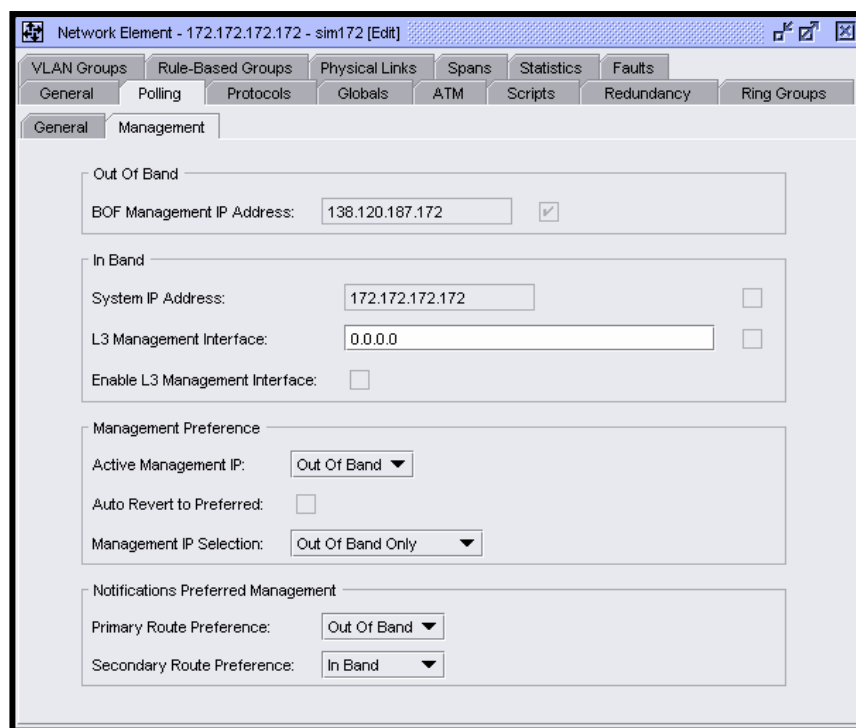 Network Element - 172.172.172.172 - sim172 [Edit]
VLAN Groups Rule-Based Groups Physical Links Spans Statistics Faults
General Polling Protocols Globals ATM Scripts Redundancy Ring Groups
General Management
Out Of Band
BOF Management IP Address: 138.120.187.172
In Band
System IP Address: 172.172.172.172
L3 Management Interface: 0.0.0.0
Enable L3 Management Interface:
Management Preference
Active Management IP: Out Of Band
Auto Revert to Preferred:
Management IP Selection: Out Of Band Only
Notifications Preferred Management
Primary Route Preference: Out Of Band
Secondary Route Preference: In Band